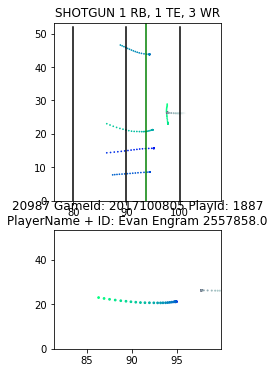 SHOTGUN 1 RB, 1 TE, 3 WR
50
40
30
20
10
0
80 90 100
20987 GameId: 2017100805 PlayId: 1887
PlayerName + ID: Evan Engram 2557858.0
40
20
0
85 90 95